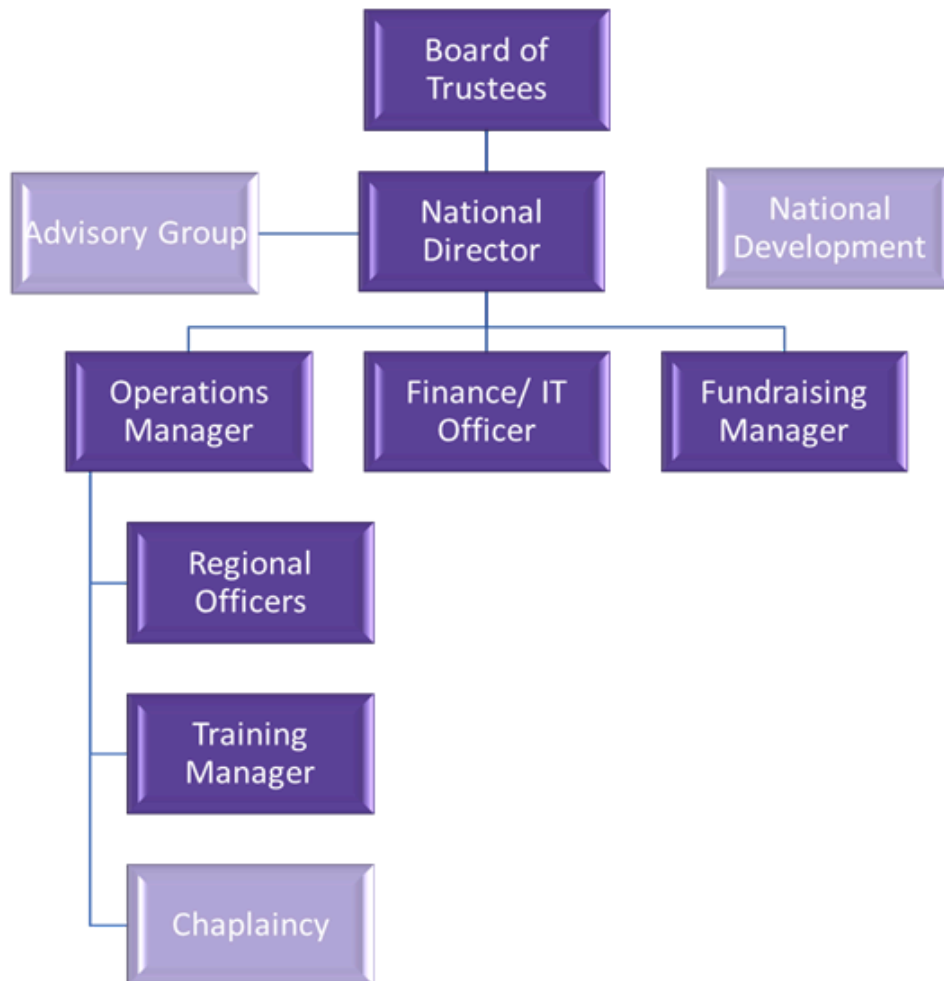 Board of
Trustees
Advisory Group
National
Director
National
Development
Operations
Manager
Finance/ IT
Officer
Fundraising
Manager
Regional
Officers
Training
Manager
Chaplaincy